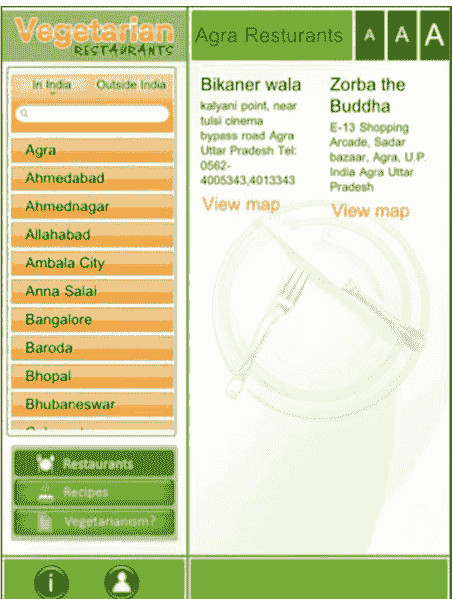 Vegetarian
RESTAURANTS
In India
Outside India
Agra
Ahmedabad
Ahmednagar
Allahabad
Ambala City
Anna Salai
Bangalore
Baroda
Bhopal
Bhubaneswar
Restaurants
Recipes
Vegetarianism?
i
Agra Resturants
A A A
Bikaner wala
kalyani point, near
tulsi cinema
bypass road Agra
Uttar Pradesh Tel:
0562-
4005343,4013343
View map
Zorba the
Buddha
E-13 Shopping
Arcade, Sadar
bazaar, Agra, U.P.
India Agra Uttar
Pradesh
View map